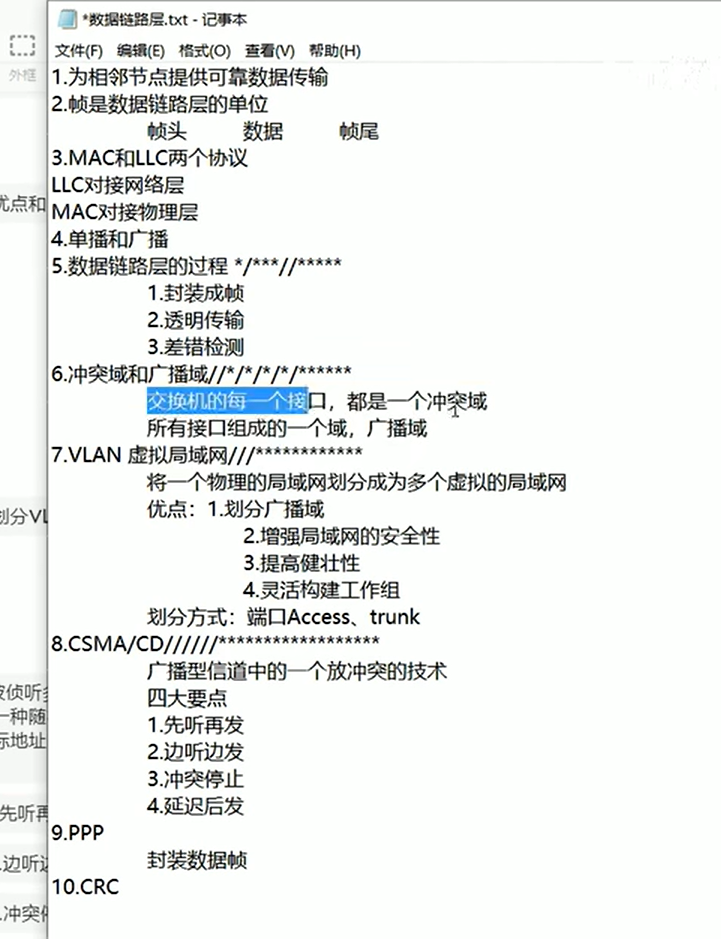 *数据链路层.txt - 记事本
文件(F) 编辑(E) 格式(O) 查看(V) 帮助(H)
外框
1.为相邻节点提供可靠数据传输
2.帧是数据链路层的单位
帧头 数据 帧尾
3.MAC和LLC两个协议
LLC对接网络层
优点和
MAC对接物理层
4.单播和广播
5.数据链路层的过程 */***//*****
1.封装成帧
2.透明传输
3.差错检测
6.冲突域和广播域//*/*/*/*/******
交换机的每一个接口，都是一个冲突域
所有接口组成的一个域，广播域
7.VLAN 虚拟局域网///************
将一个物理的局域网划分成为多个虚拟的局域网
优点：1.划分广播域
划分VL
2.增强局域网的安全性
3.提高健壮性
4.灵活构建工作组
划分方式：端口Access、trunk
8.CSMA/CD//////******************
广播型信道中的一个放冲突的技术
侦听
四大要点
一种随
1.先听再发
际地址
2.边听边发
3.冲突停止
4.延迟后发
先听再
9.PPP
封装数据帧
.边听边
10.CRC
.冲突停